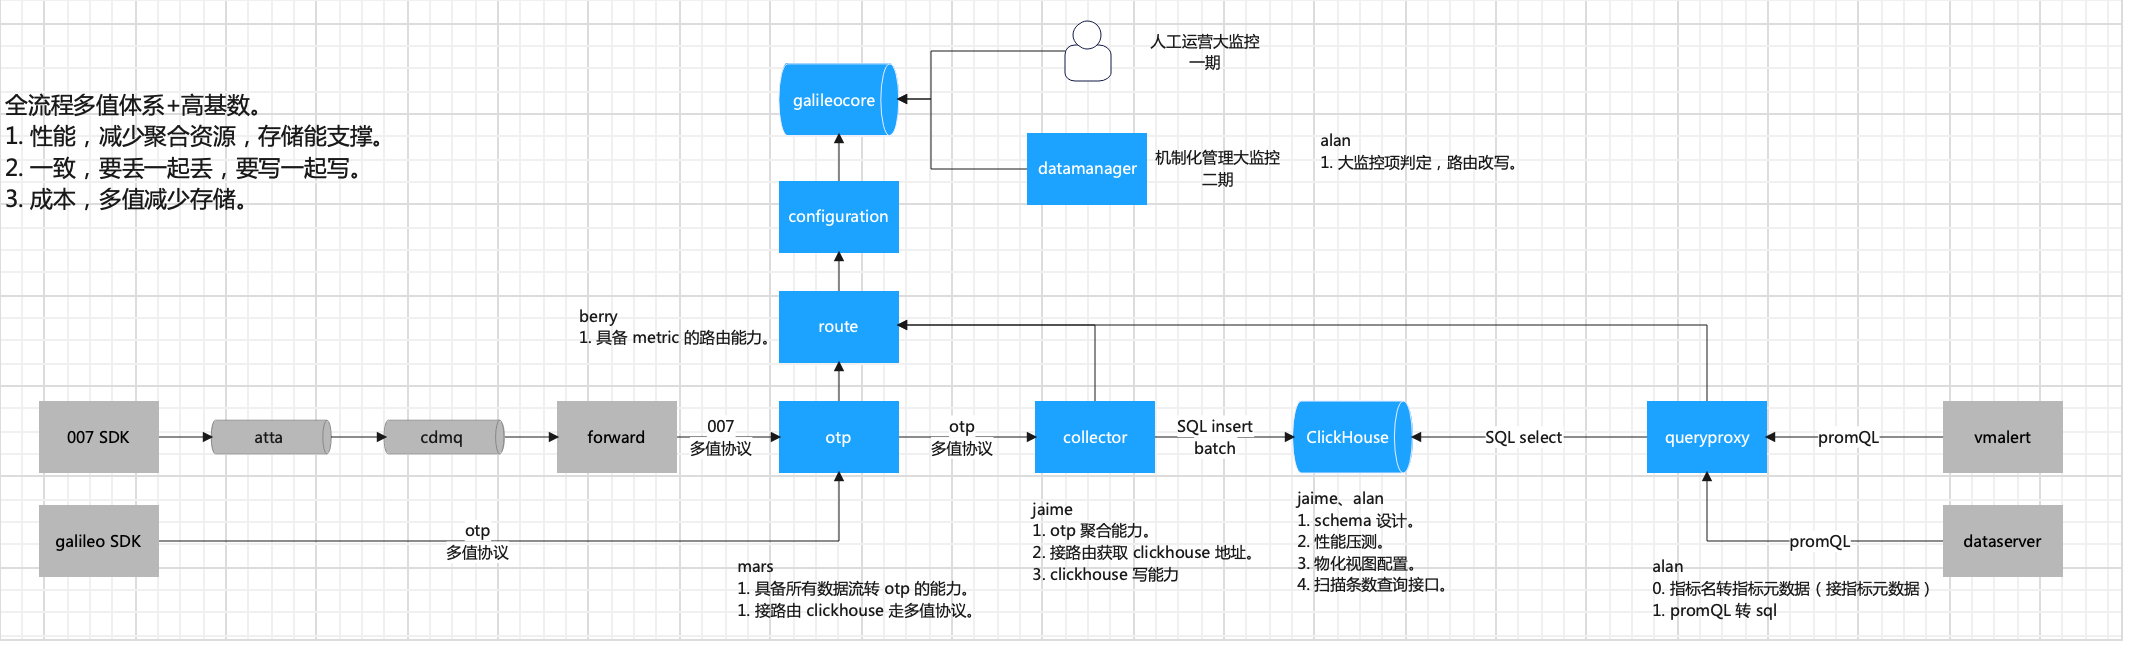 全流程多值体系+高基数。
1. 性能，减少聚合资源，存储能支撑。
2. 一致，要丢一起丢，要写一起写。
3. 成本，多值减少存储。
人工运营大监控
一期
galileocore
datamanager
机制化管理大监控
二期
alan
1. 大监控项判定，路由改写。
configuration
berry
1. 具备 metric 的路由能力。
route
007 SDK
atta
cdmq
forward
007
多值协议
otp
otp
多值协议
collector
SQL insert
batch
ClickHouse
SQL select
queryproxy
promQL
vmalert
galileo SDK
otp
多值协议
mars
1. 具备所有数据流转 otp 的能力。
1. 接路由 clickhouse 走多值协议。
jaime
1. otp 聚合能力。
2. 接路由获取 clickhouse 地址。
3. clickhouse 写能力
jaime、alan
1. schema 设计。
2. 性能压测。
3. 物化视图配置。
4. 扫描条数查询接口。
promQL
dataserver
alan
0. 指标名转指标元数据（接指标元数据）
1. promQL 转 sql